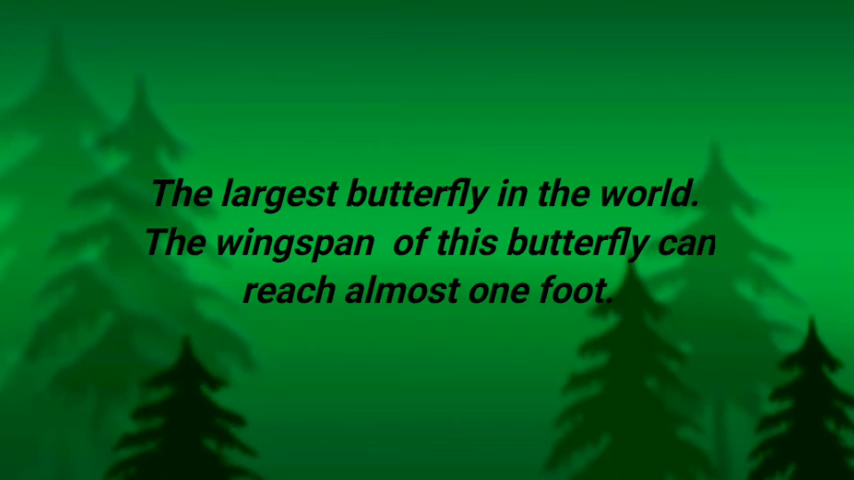 The largest butterfly in the world.
The wingspan  of this butterfly can
reach almost one foot.